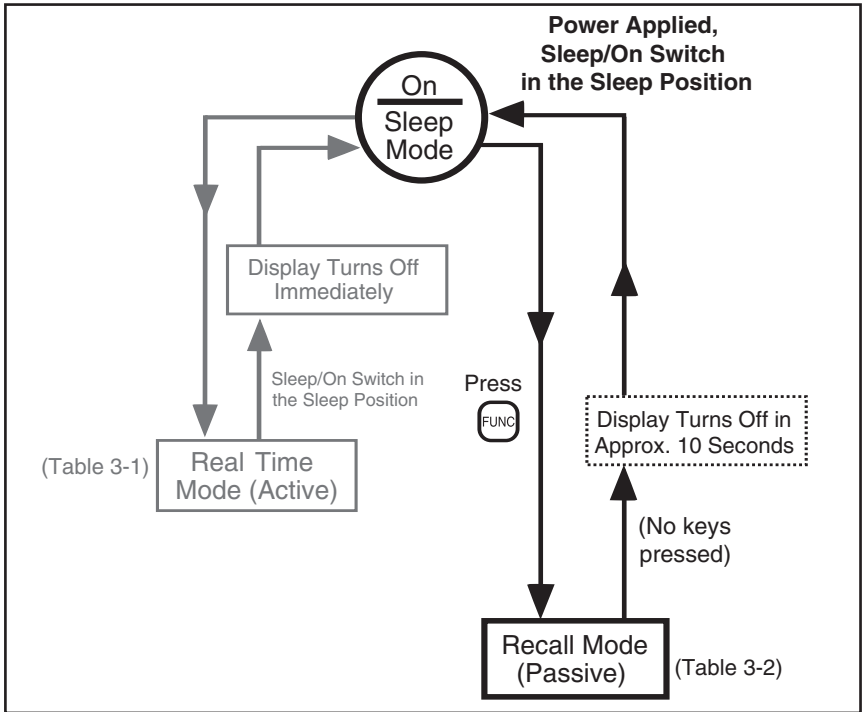 Power Applied,
Sleep/On Switch
in the Sleep Position
On
Sleep
Mode
Display Turns Off
Immediately
Sleep/On Switch in
the Sleep Position
(Table 3-1)
Real Time
Mode (Active)
Press
FUNC
Display Turns Off in
Approx. 10 Seconds
(No keys
pressed)
Recall Mode
(Passive)
(Table 3-2)